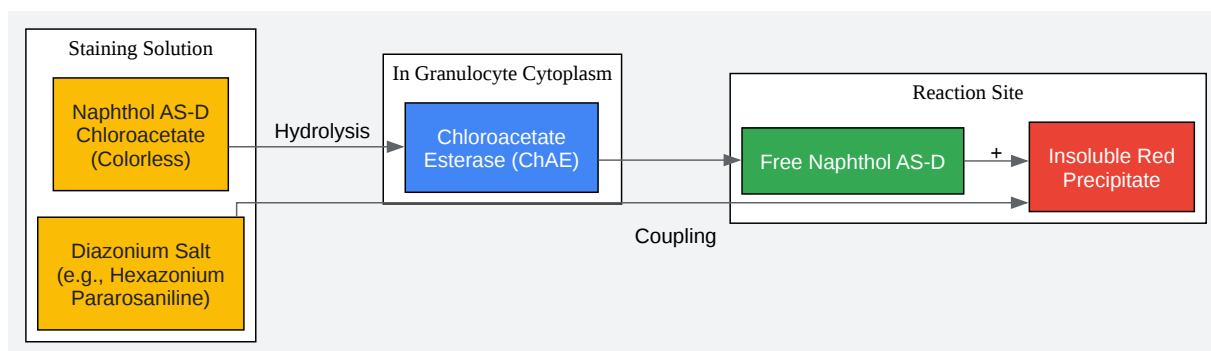 Staining Solution
Naphthol AS-D
Chloroacetate
(Colorless)
Diazonium Salt
(e.g., Hexazonium
Pararosaniline)
Hydrolysis
In Granulocyte Cytoplasm
Chloroacetate
Esterase (ChAE)
Reaction Site
Free Naphthol AS-D
+
Insoluble Red
Precipitate
Coupling